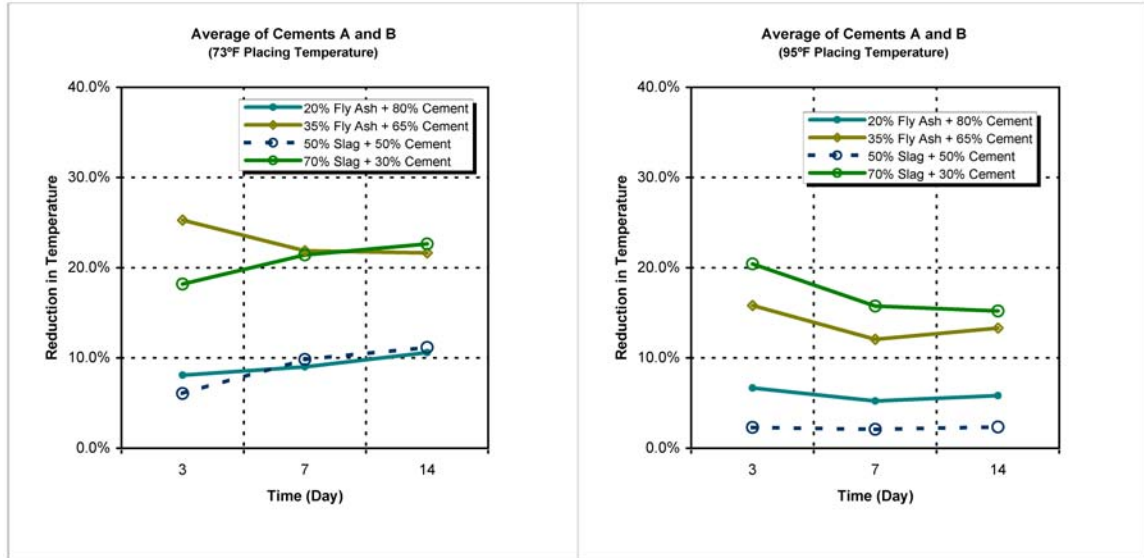 Average of Cements A and B
(73ºF Placing Temperature)
40.0%
30.0%
20.0%
10.0%
0.0%
Reduction in Temperature
20% Fly Ash + 80% Cement
35% Fly Ash + 65% Cement
50% Slag + 50% Cement
70% Slag + 30% Cement
3 7 14
Time (Day)
Average of Cements A and B
(95ºF Placing Temperature)
40.0%
30.0%
20.0%
10.0%
0.0%
Reduction in Temperature
20% Fly Ash + 80% Cement
35% Fly Ash + 65% Cement
50% Slag + 50% Cement
70% Slag + 30% Cement
3 7 14
Time (Day)